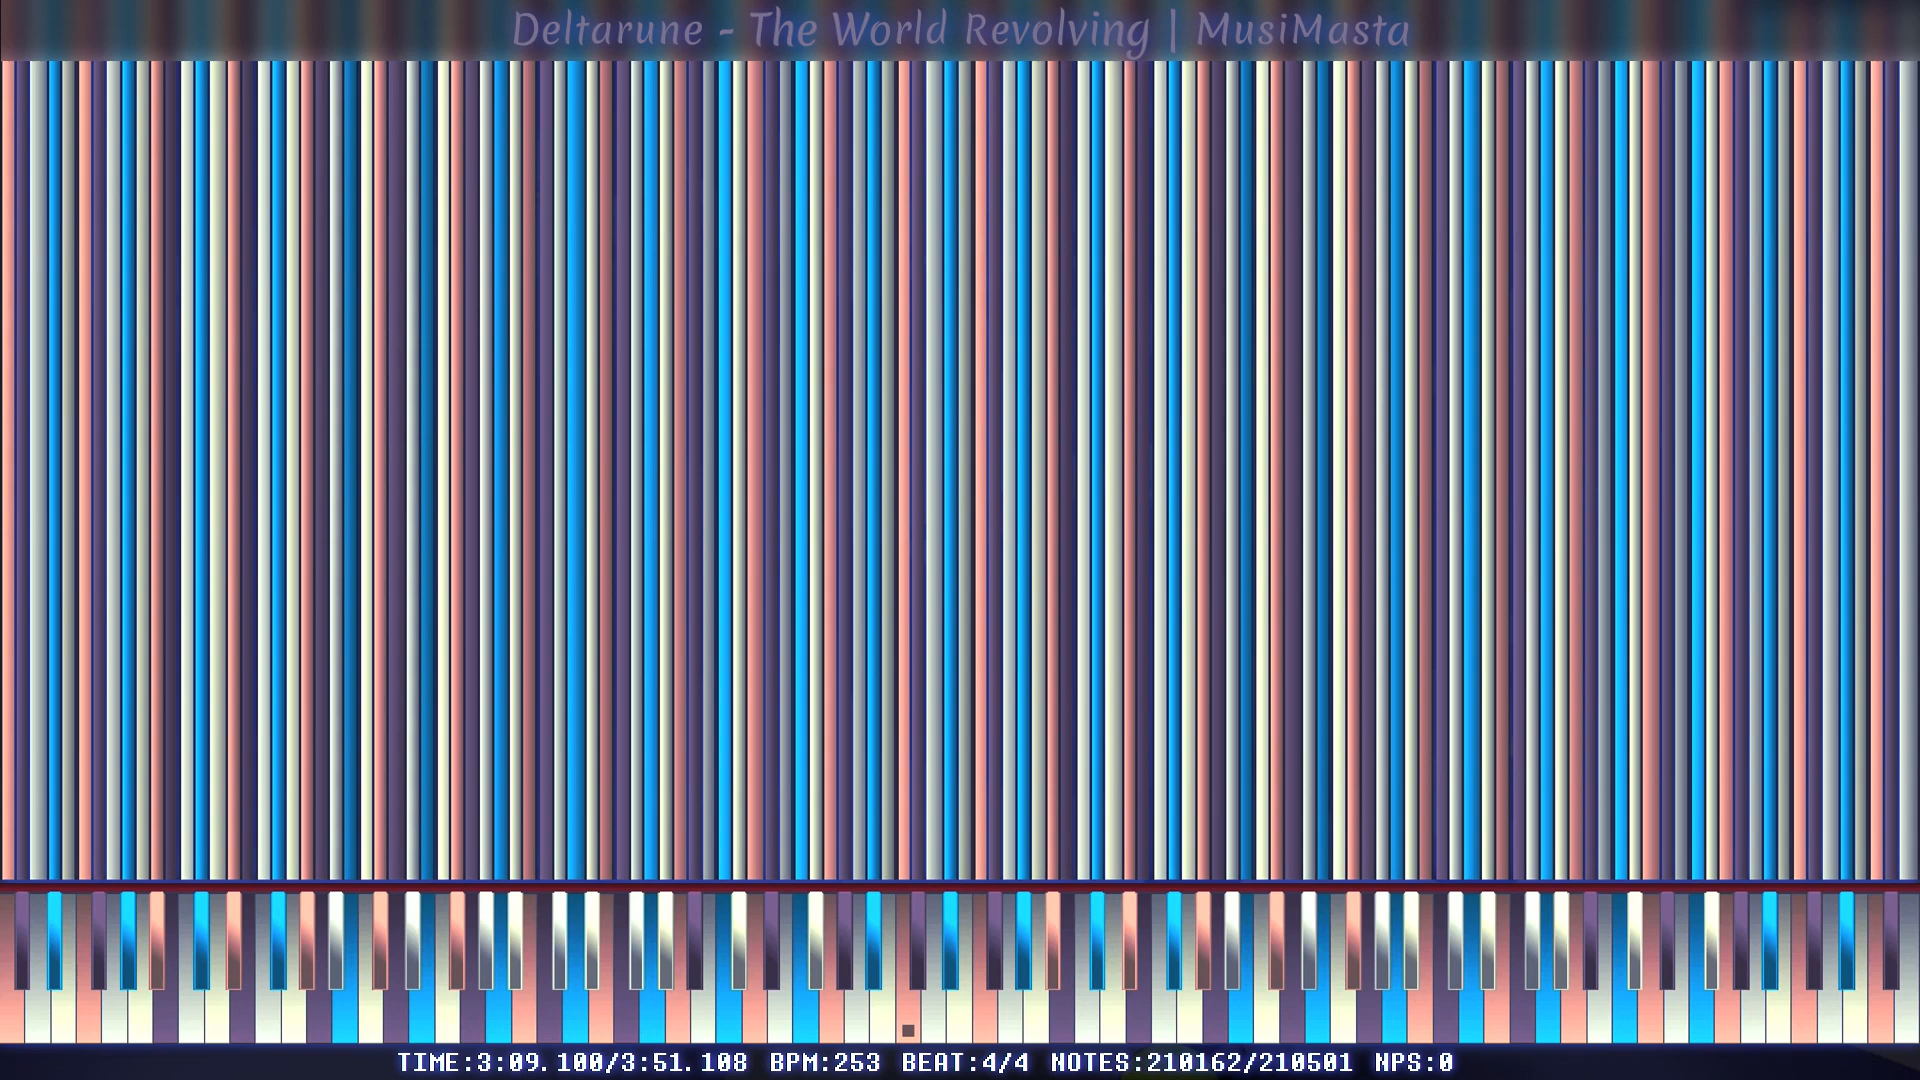 Deltarune - The World Revolving | MusiMasta
TIME:3:09.100/3:51.108 BPM:253 BEAT:4/4 NOTES:210162/210501 NPS:0